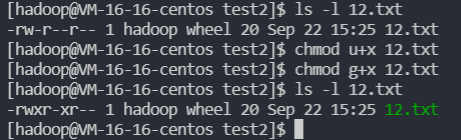 [hadoop@VM-16-16-centos test2]$ ls -l 12.txt
-rw-r--r-- 1 hadoop wheel 20 Sep 22 15:25 12.txt
[hadoop@VM-16-16-centos test2]$ chmod u+x 12.txt
[hadoop@VM-16-16-centos test2]$ chmod g+x 12.txt
[hadoop@VM-16-16-centos test2]$ ls -l 12.txt
-rwxr-xr-- 1 hadoop wheel 20 Sep 22 15:25 12.txt
[hadoop@VM-16-16-centos test2]$